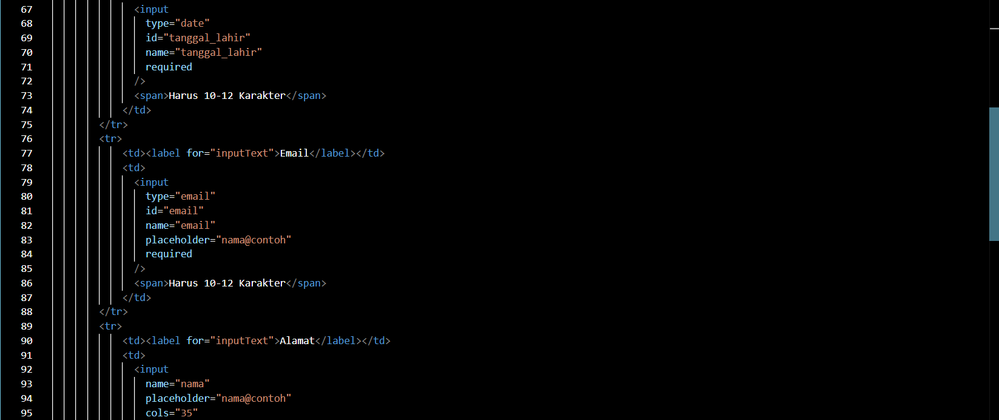 67 <input
68 type="date"
69 id="tanggal_lahir"
70 name="tanggal_lahir"
71 required
72 />
73 <span>Harus 10-12 Karakter</span>
74 </td>
75 </tr>
76 <tr>
77 <td><label for="inputText">Email</label></td>
78 <td>
79 <input
80 type="email"
81 id="email"
82 name="email"
83 placeholder="nama@contoh"
84 required
85 />
86 <span>Harus 10-12 Karakter</span>
87 </td>
88 </tr>
89 <tr>
90 <td><label for="inputText">Alamat</label></td>
91 <td>
92 <input
93 name="nama"
94 placeholder="nama@contoh"
95 cols="35"